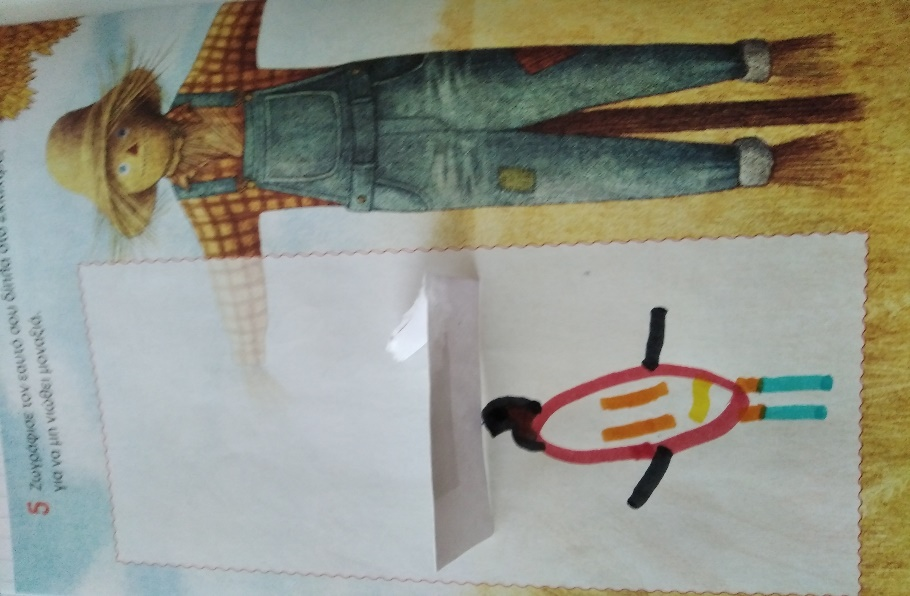 5 Ζωγράφισε τον εαυτό σου δίπλα στο
για να μη νιώθει μοναξιά.